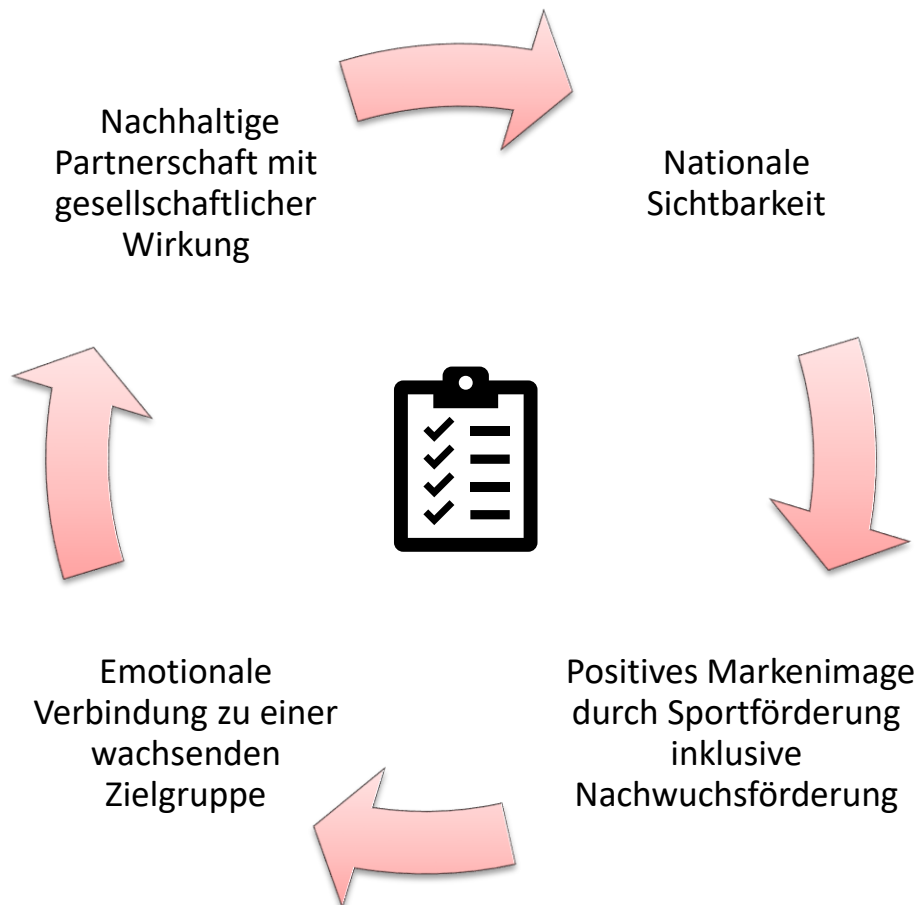 Nachhaltige
Partnerschaft mit
gesellschaftlicher
Wirkung
Nationale
Sichtbarkeit
Positives Markenimage
durch Sportförderung
inklusive
Nachwuchsförderung
Emotionale
Verbindung zu einer
wachsenden
Zielgruppe